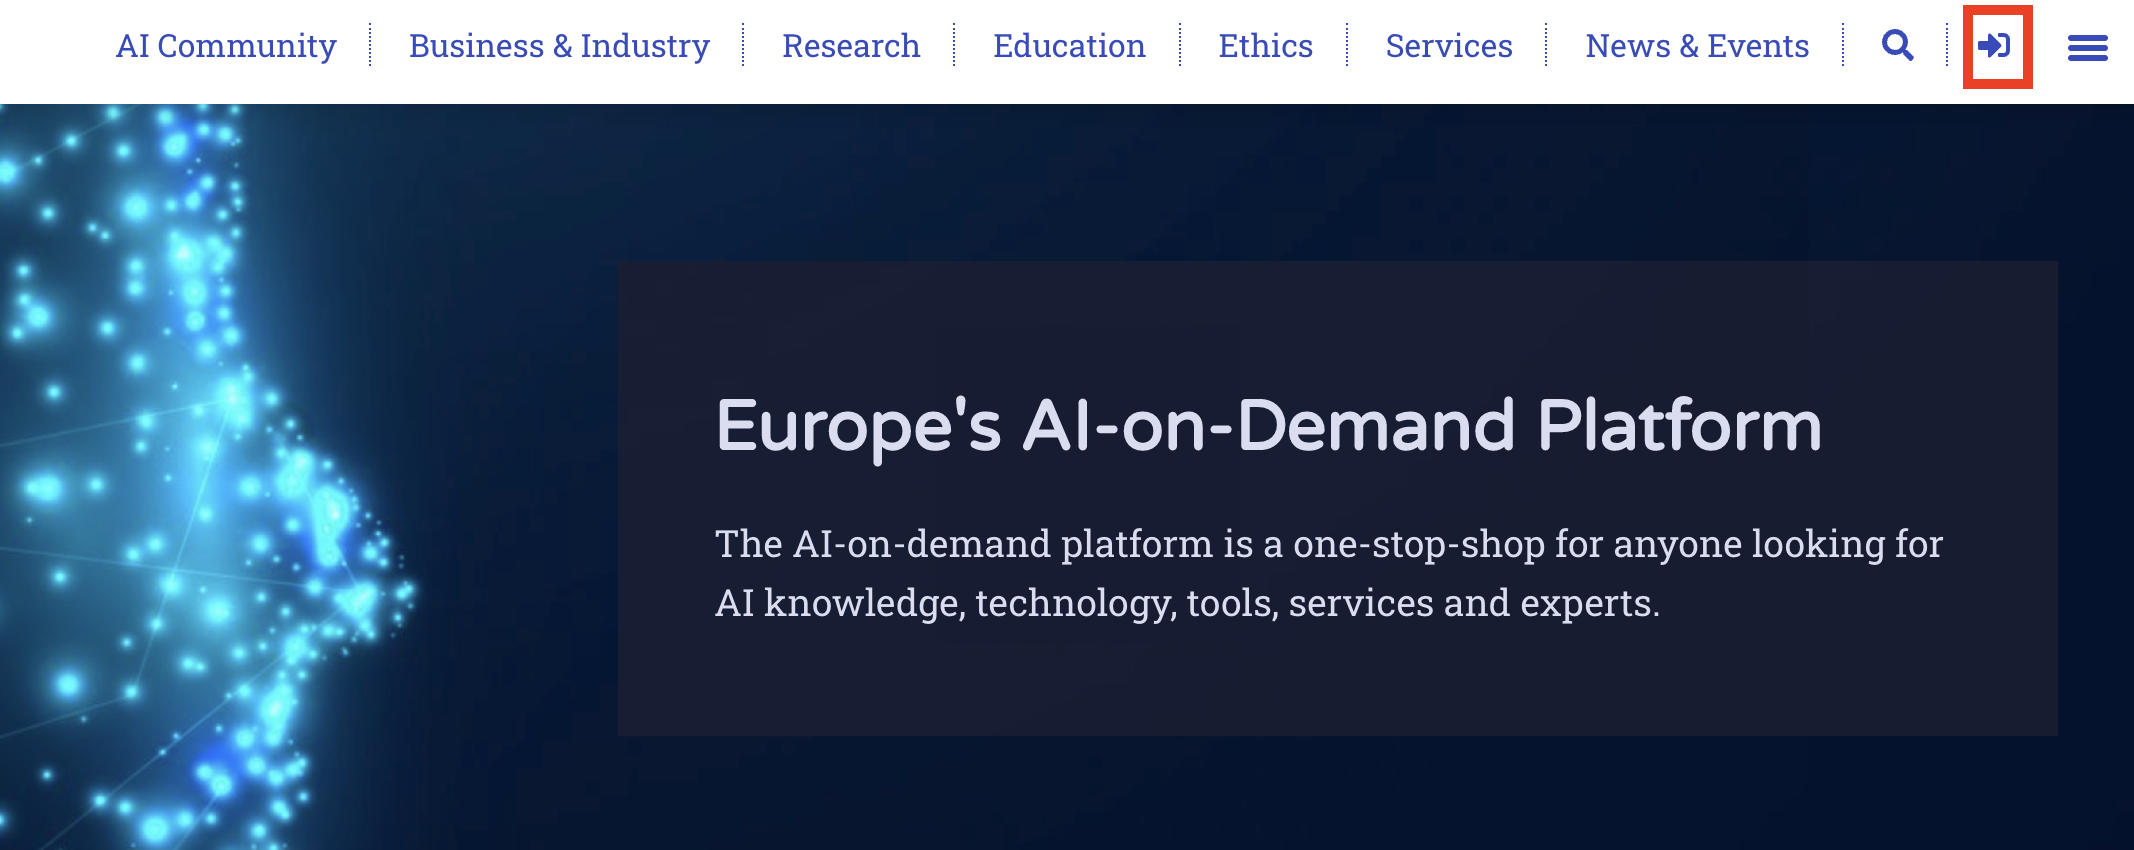 AI Community Business & Industry Research Education Ethics Services News & Events
Europe's AI-on-Demand Platform
The AI-on-demand platform is a one-stop-shop for anyone looking for
AI knowledge, technology, tools, services and experts.